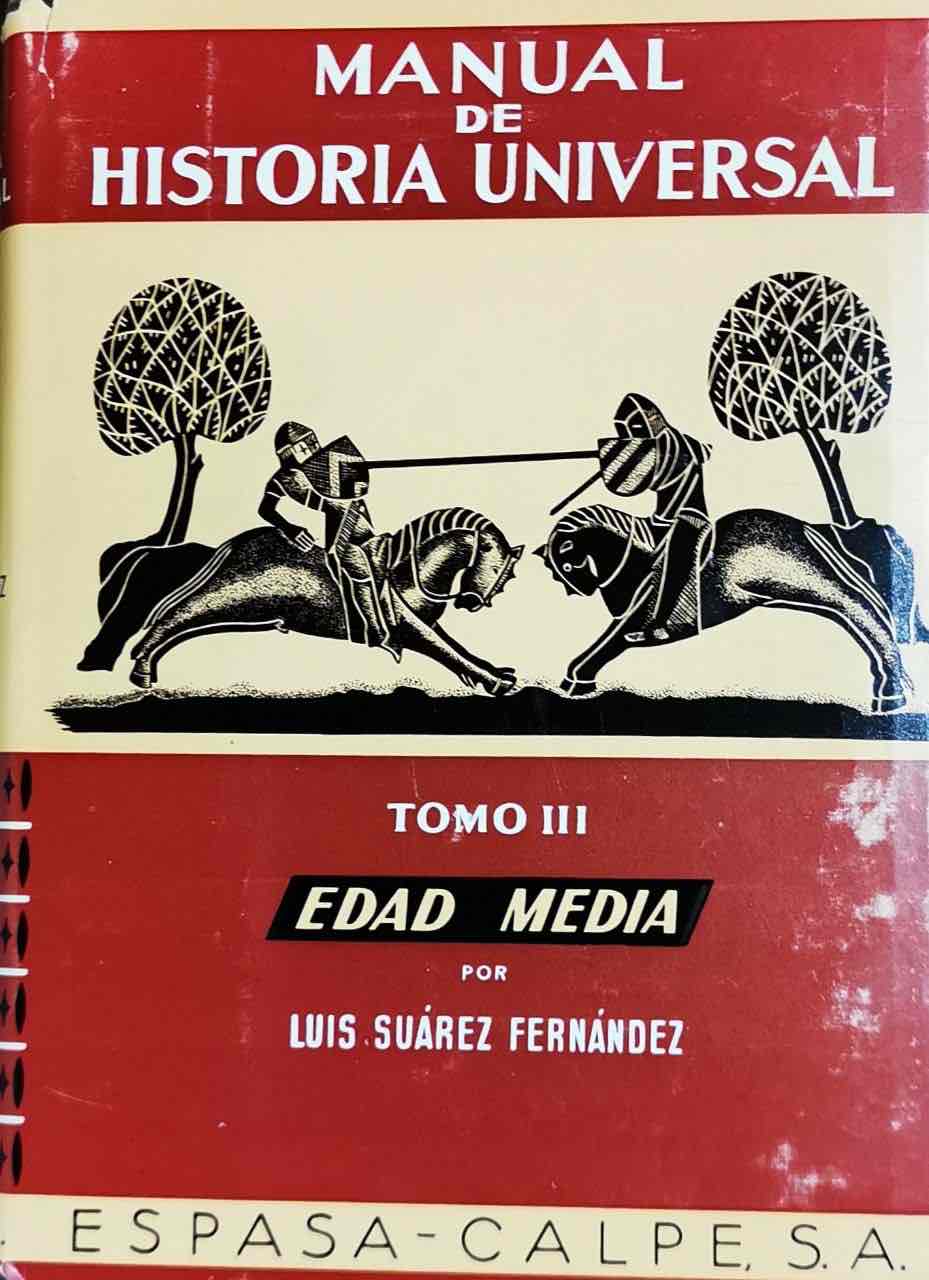 MANUAL
DE
HISTORIA UNIVERSAL
TOMO III
EDAD MEDIA
POR
LUIS SUÁREZ FERNÁNDEZ
ESPASA-CALPE, S. A.